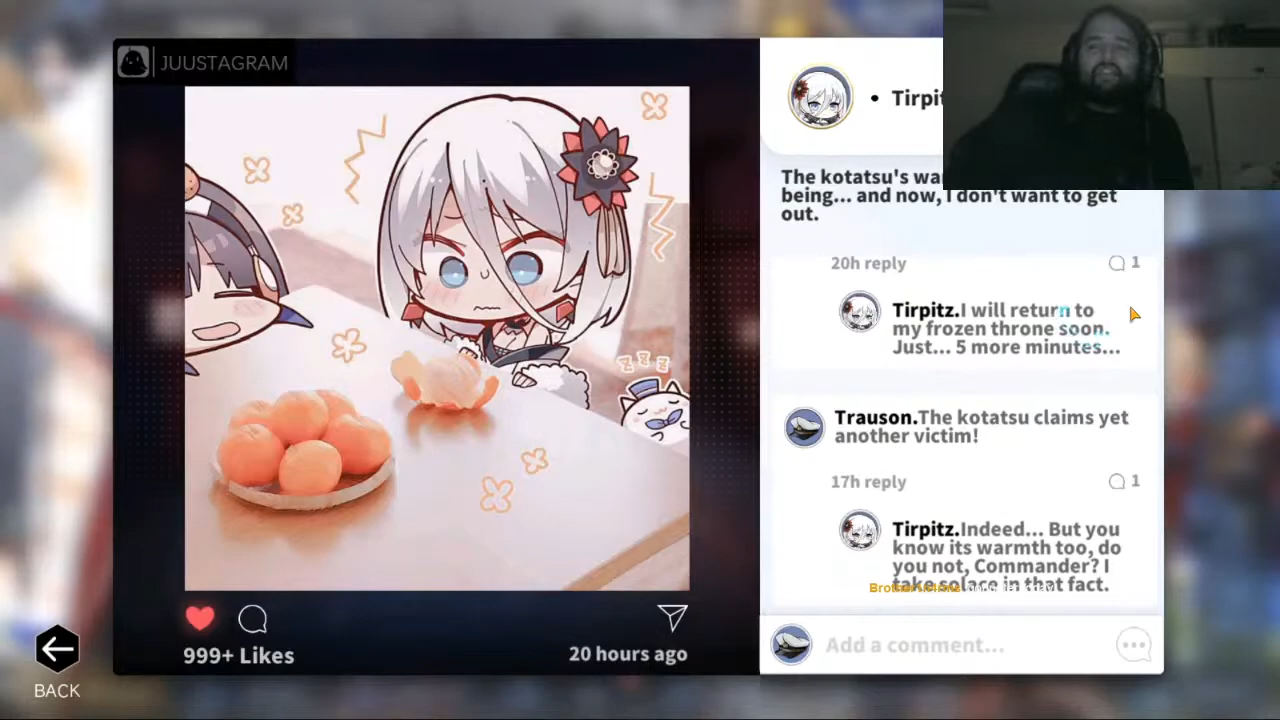 JUUSTAGRAM
• Tirpit
The kotatsu's wa
being... and now, I don't want to get
out.
20h reply
1
Tirpitz.I will return to
my frozen throne soon.
Just... 5 more minutes...
Trauson.The kotatsu claims yet
another victim!
17h reply
1
Tirpitz.Indeed... But you
know its warmth too, do
you not, Commander? I
take solace in that fact.
Add a comment...
z z z
999+ Likes
20 hours ago
BACK